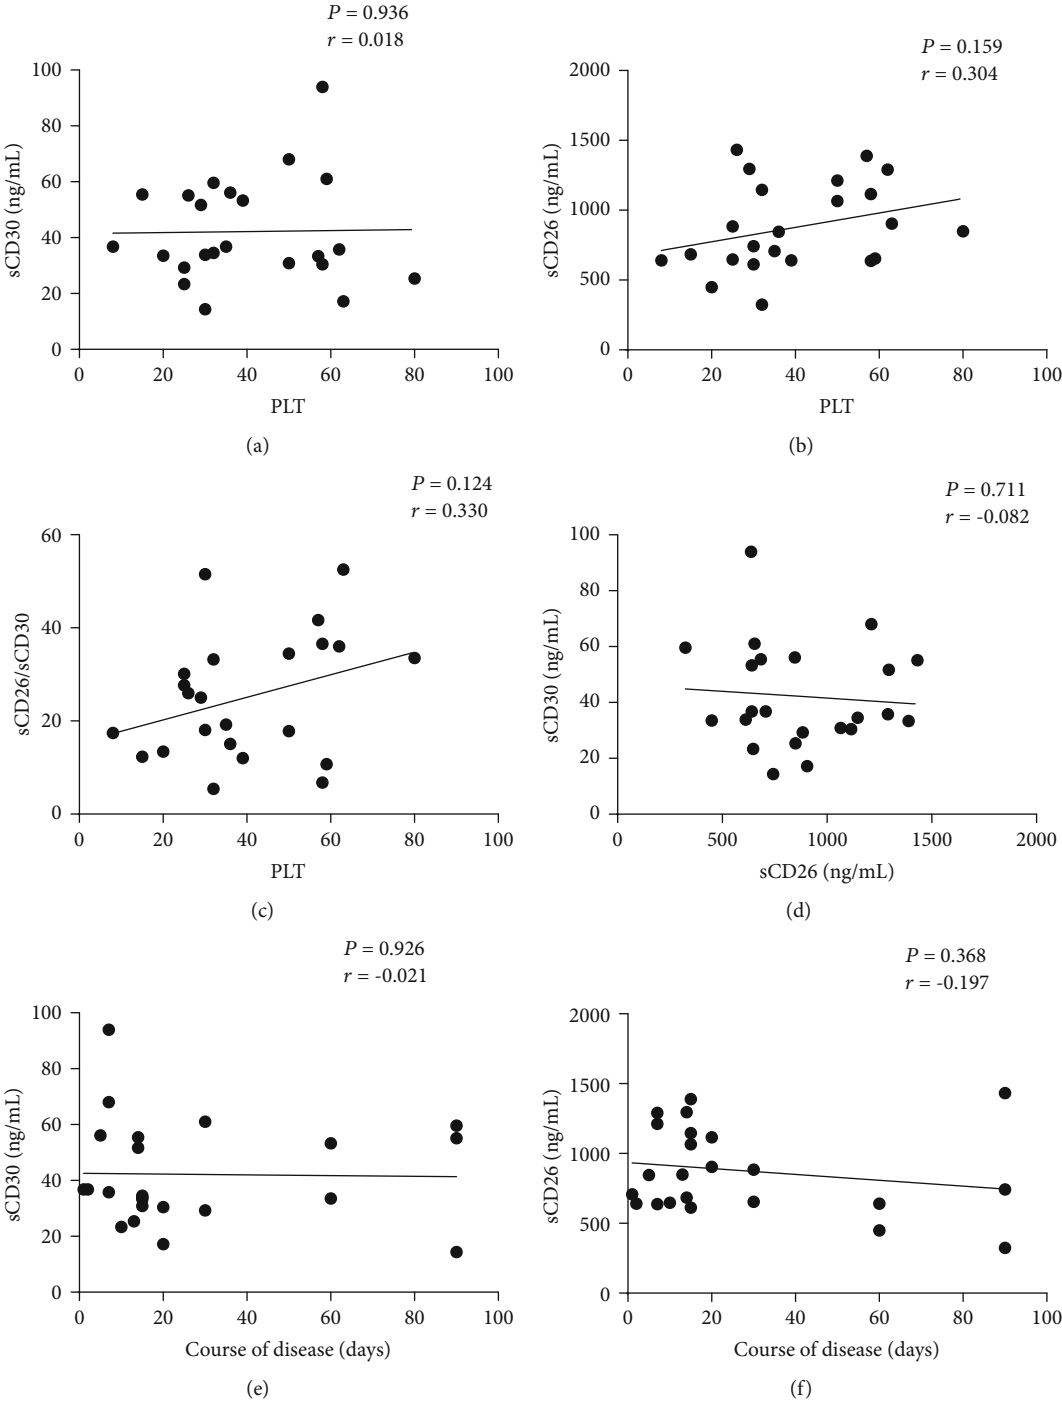 P = 0.936
r = 0.018
100
80
60
40
20
0
sCD30 (ng/mL)
0 20 40 60 80 100
PLT
(a)
P = 0.159
r = 0.304
2000
1500
1000
500
0
sCD26 (ng/mL)
0 20 40 60 80 100
PLT
(b)
P = 0.124
r = 0.330
60
40
20
0
sCD26/sCD30
0 20 40 60 80 100
PLT
(c)
P = 0.711
r = -0.082
100
80
60
40
20
0
sCD30 (ng/mL)
0 500 1000 1500 2000
sCD26 (ng/mL)
(d)
P = 0.926
r = -0.021
100
80
60
40
20
0
sCD30 (ng/mL)
0 20 40 60 80 100
Course of disease (days)
(e)
P = 0.368
r = -0.197
2000
1500
1000
500
0
sCD26 (ng/mL)
0 20 40 60 80 100
Course of disease (days)
(f)